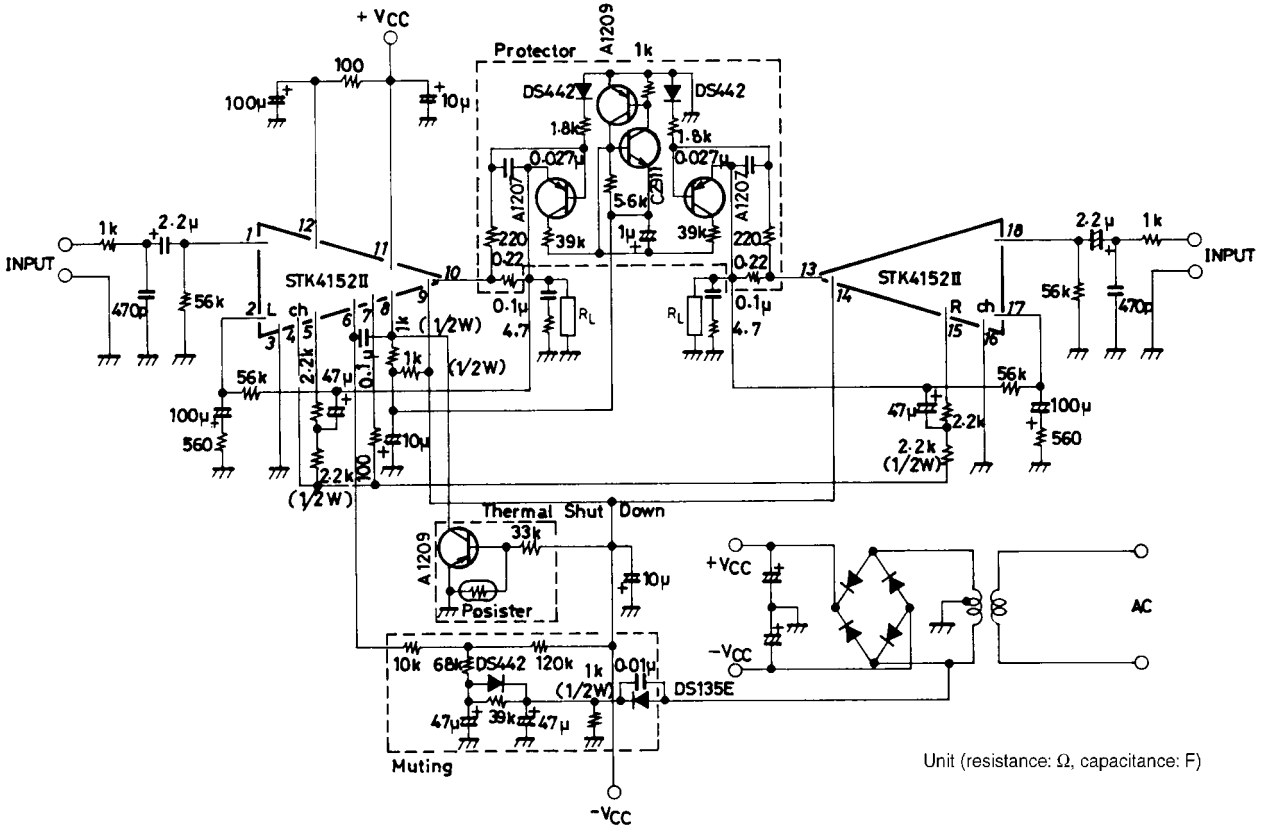 + VCC
A1209
Protector
1k
100
100μ +
+ 10μ
DS442
DS442
1.8k
1.8k
0.027μ
0.027μ
A1207
C2911
A1207
5.6k
39k
1μ +
39k
220
220
0.22
0.22
INPUT
1k
+ 2.2μ
470p
56k
1
2
3
4
5
6
7
8
9
10
11
12
STK4152II
L ch
13
14
15
16
17
18
STK4152II
R ch
2.2μ +
1k
INPUT
56k
470p
0.1μ
4.7
RL
RL
0.1μ
4.7
1k
(1/2W)
1k
(1/2W)
0.1μ
2.2k
47μ +
56k
100μ +
560
2.2k
(1/2W)
100
+ 10μ
56k
47μ +
2.2k
2.2k
(1/2W)
100μ +
560
Thermal Shut Down
A1209
33k
Posister
+ 10μ
+VCC
+
+
-VCC
AC
10k
68k
DS442
120k
1k
(1/2W)
0.01μ
DS135E
47μ +
39k
+ 47μ
Muting
-VCC
Unit (resistance: Ω, capacitance: F)